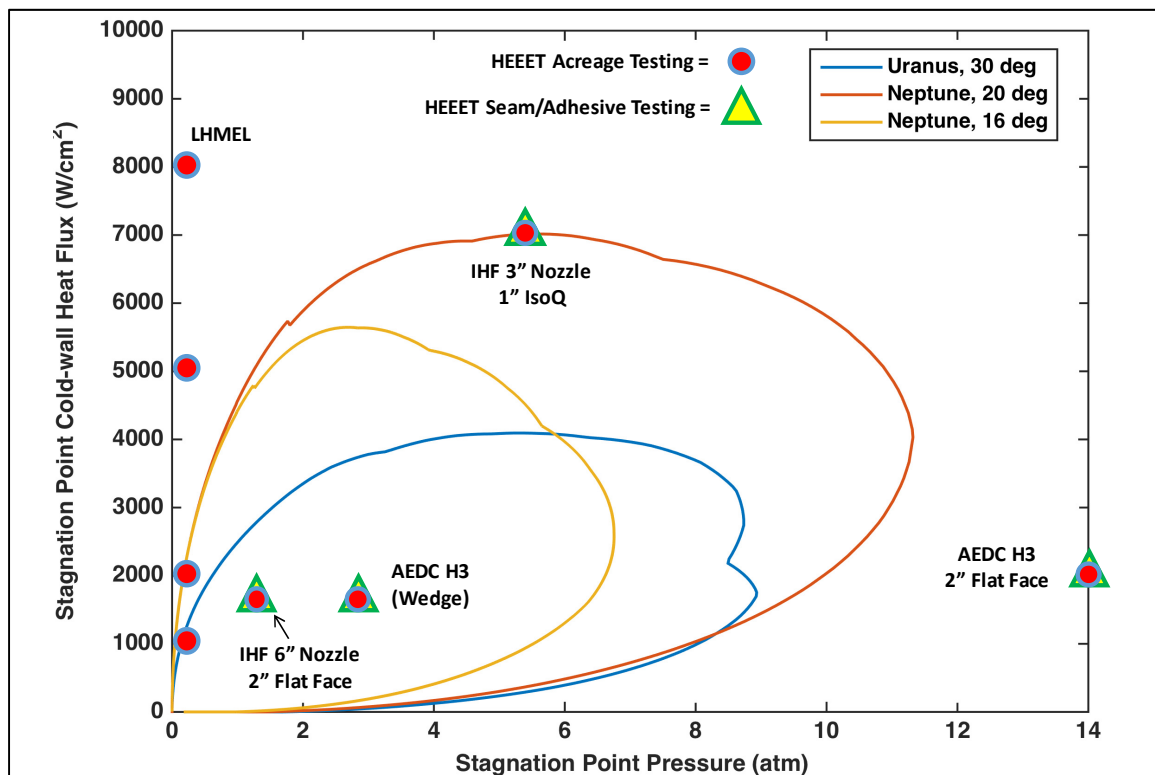 10000
9000
8000
7000
6000
5000
4000
3000
2000
1000
0
Stagnation Point Cold-wall Heat Flux (W/cm²)
HEEET Acreage Testing =
HEEET Seam/Adhesive Testing =
Uranus, 30 deg
Neptune, 20 deg
Neptune, 16 deg
LHMEL
IHF 3” Nozzle
1” IsoQ
AEDC H3
(Wedge)
IHF 6” Nozzle
2” Flat Face
AEDC H3
2” Flat Face
0 2 4 6 8 10 12 14
Stagnation Point Pressure (atm)